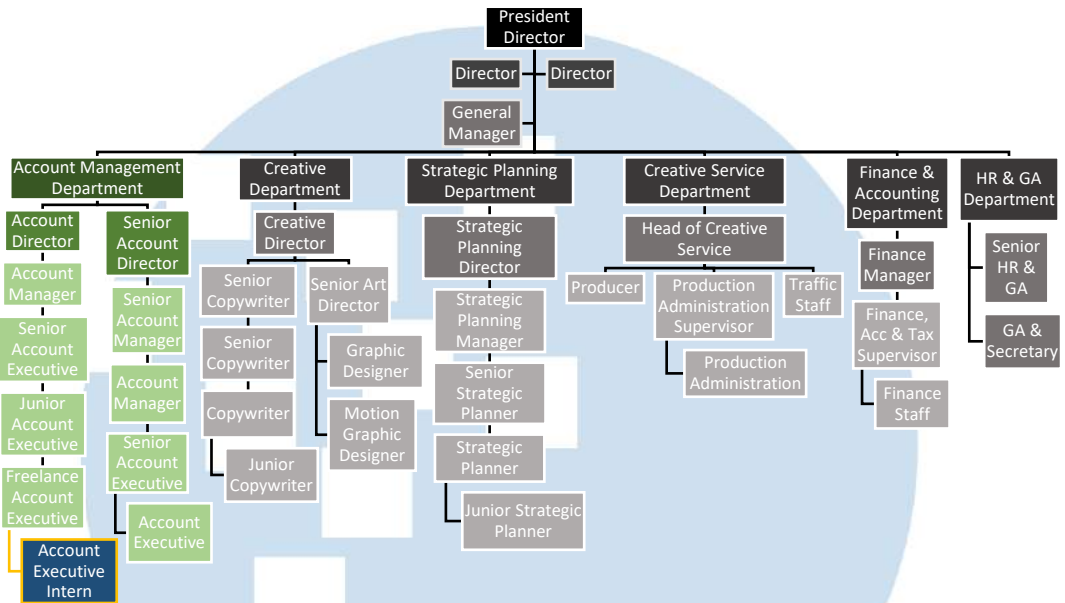 President
Director
Director
Director
General
Manager
Account Management
Department
Account
Director
Account
Manager
Senior
Account
Executive
Junior
Account
Executive
Freelance
Account
Executive
Account
Executive
Intern
Senior
Account
Director
Senior
Account
Manager
Account
Manager
Senior
Account
Executive
Account
Executive
Creative
Department
Creative
Director
Senior
Copywriter
Senior
Copywriter
Copywriter
Junior
Copywriter
Senior Art
Director
Graphic
Designer
Motion
Graphic
Designer
Strategic Planning
Department
Strategic
Planning
Director
Strategic
Planning
Manager
Senior
Strategic
Planner
Strategic
Planner
Junior Strategic
Planner
Creative Service
Department
Head of Creative
Service
Producer
Production
Administration
Supervisor
Production
Administration
Traffic
Staff
Finance &
Accounting
Department
Finance
Manager
Finance,
Acc & Tax
Supervisor
Finance
Staff
HR & GA
Department
Senior
HR &
GA
GA &
Secretary